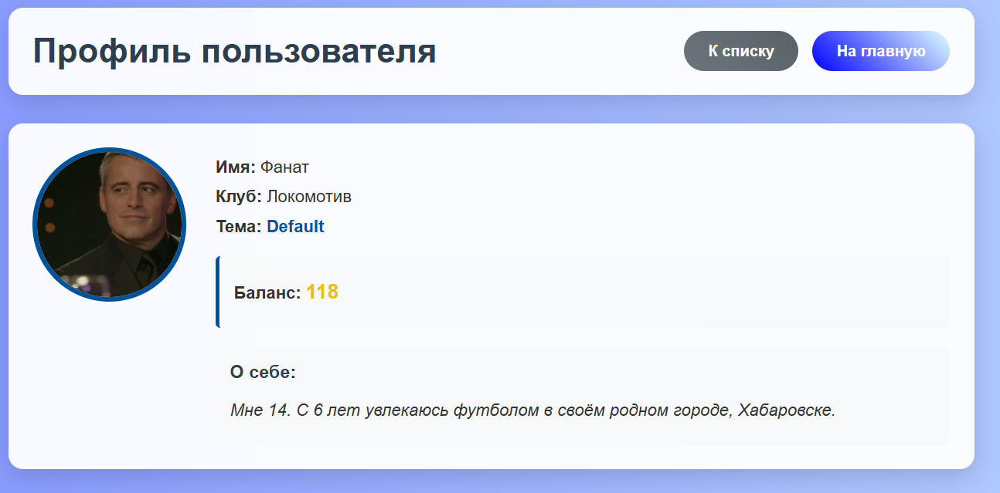 Профиль пользователя
К списку
На главную
Имя: Фанат
Клуб: Локомотив
Тема: Default
Баланс: 118
О себе:
Мне 14. С 6 лет увлекаюсь футболом в своём родном городе, Хабаровске.